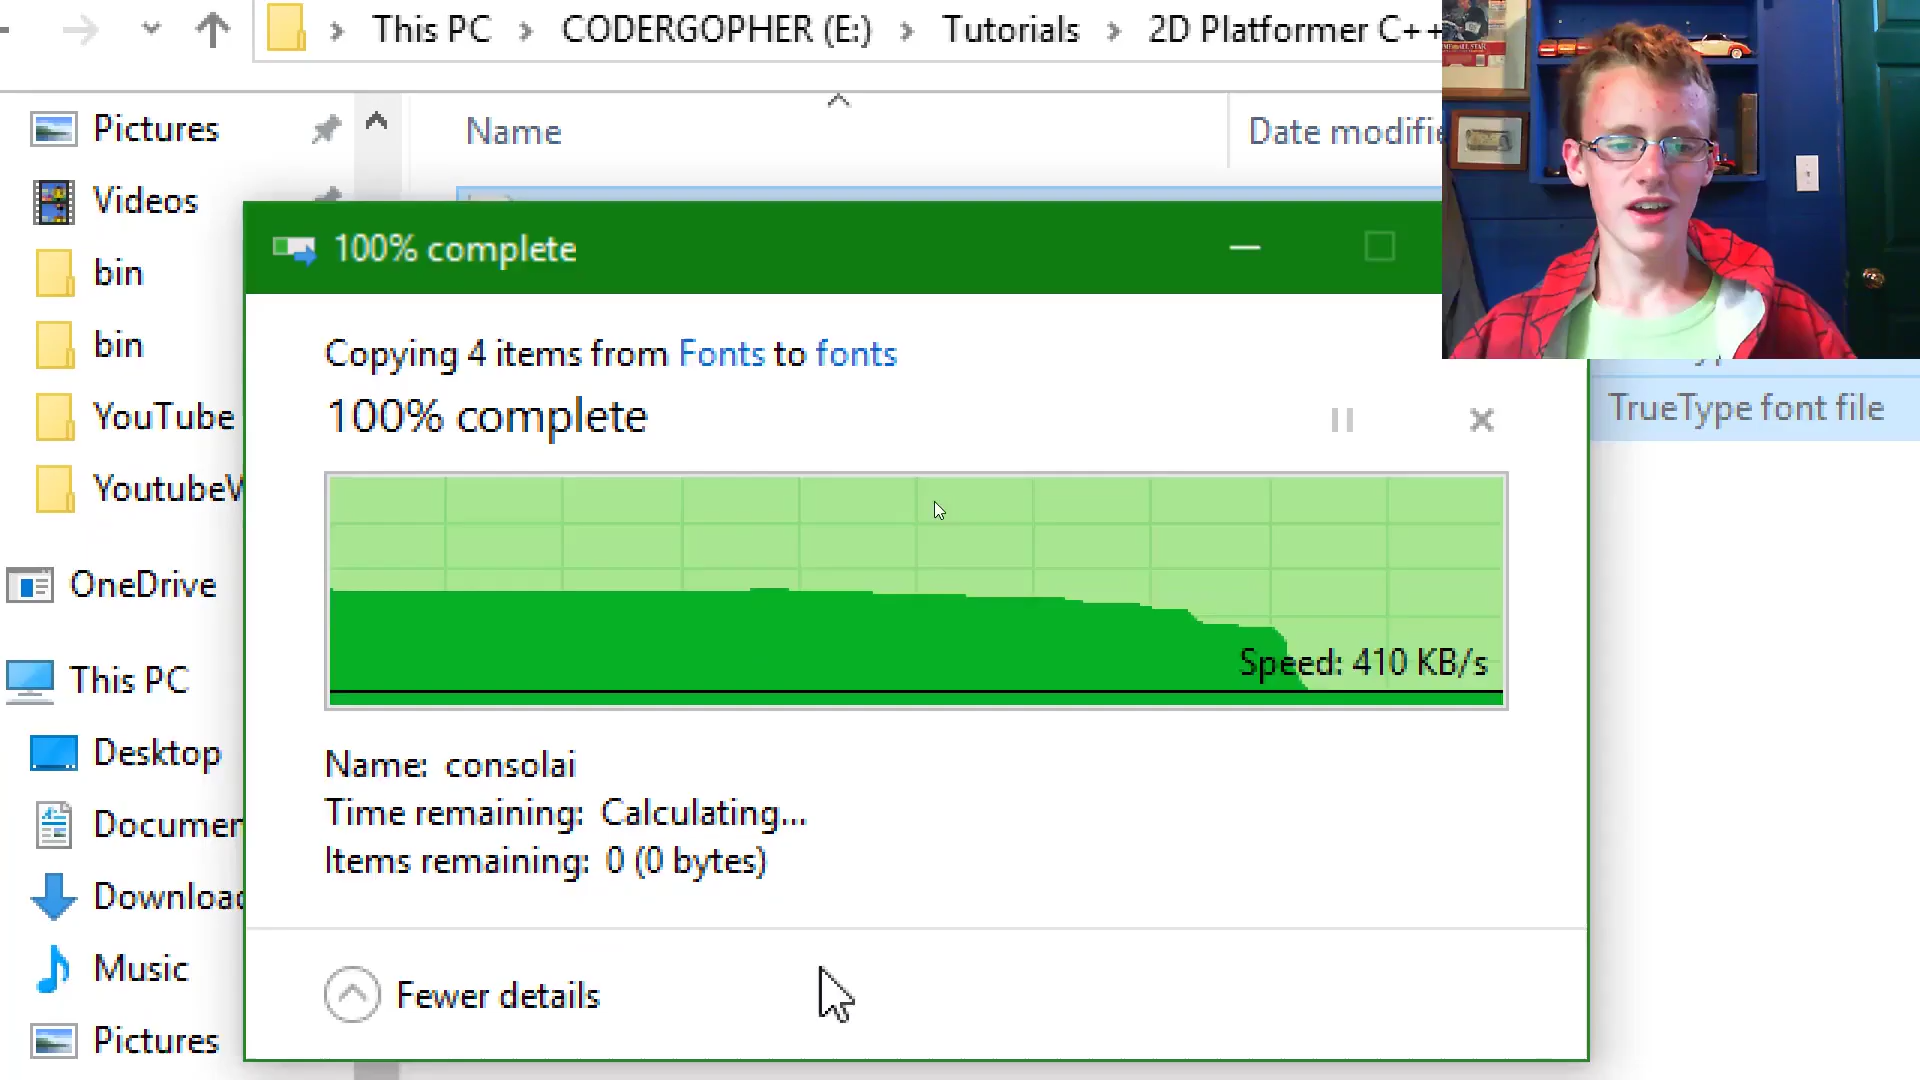 This PC > CODERGOPHER (E:) > Tutorials > 2D Platformer C++
Name
Date modifie
Pictures
Videos
bin
bin
YouTube
YoutubeV
OneDrive
This PC
Desktop
Documen
Downloa
Music
Pictures
100% complete
Copying 4 items from Fonts to fonts
100% complete
Speed: 410 KB/s
Name: consolai
Time remaining: Calculating...
Items remaining: 0 (0 bytes)
Fewer details
TrueType font file